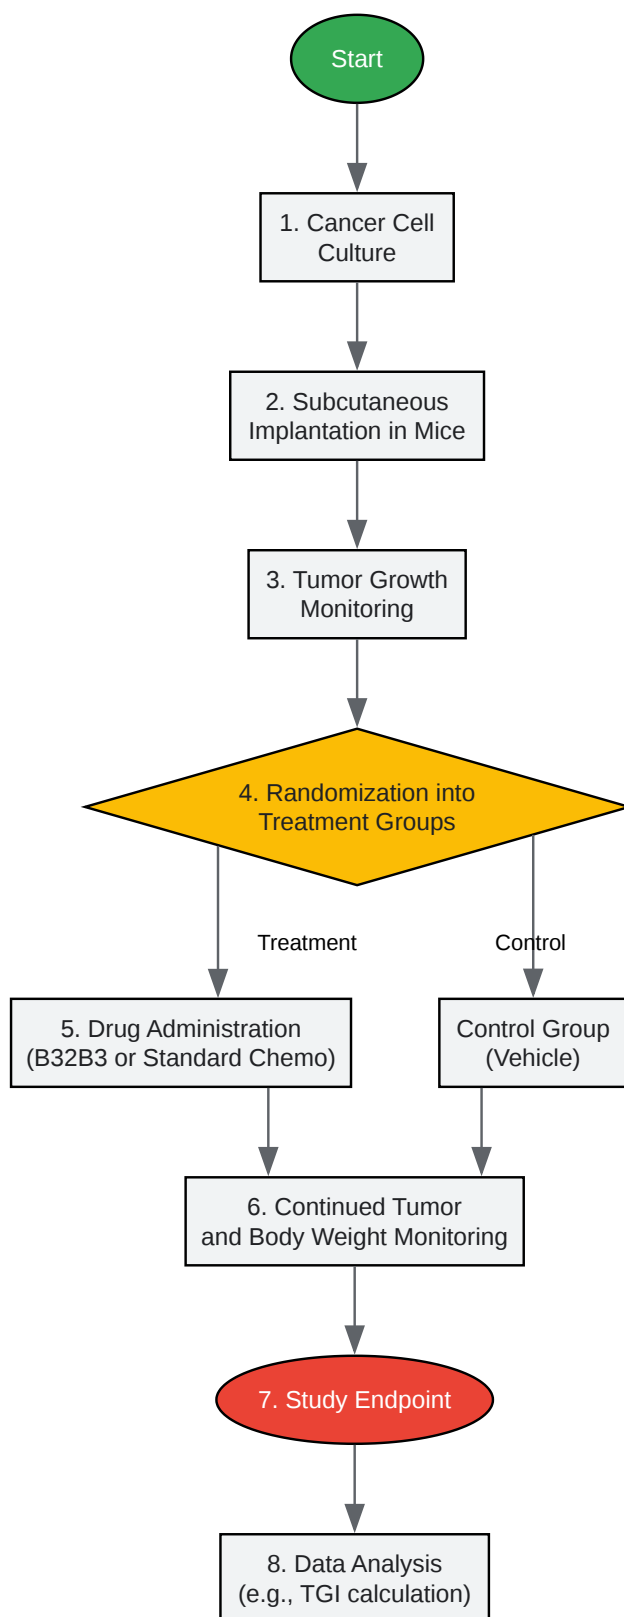 Start
1. Cancer Cell
Culture
2. Subcutaneous
Implantation in Mice
3. Tumor Growth
Monitoring
4. Randomization into
Treatment Groups
Treatment
Control
5. Drug Administration
(B32B3 or Standard Chemo)
Control Group
(Vehicle)
6. Continued Tumor
and Body Weight Monitoring
7. Study Endpoint
8. Data Analysis
(e.g., TGI calculation)